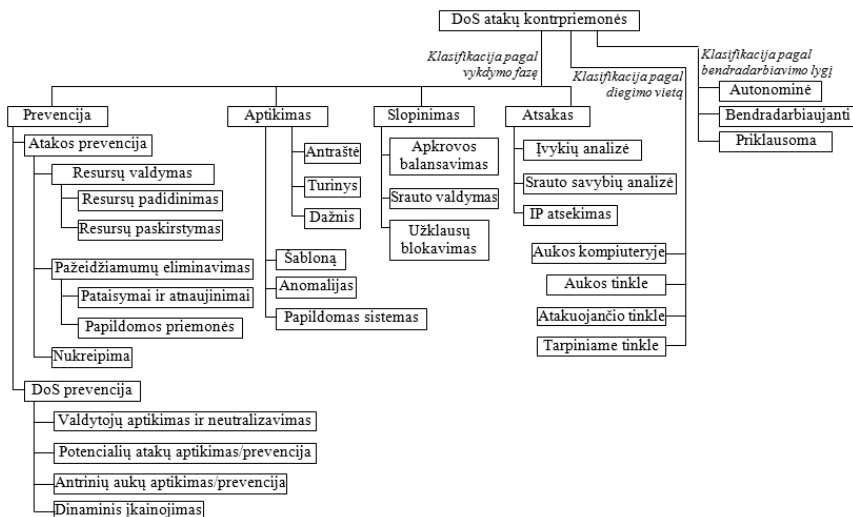 DoS atakų kontrpriemonės
Klasifikacija pagal
vykdymo fazę
Klasifikacija pagal
diegimo vietą
Klasifikacija pagal
bendradarbiavimo lygį
Autonominė
Bendradarbiaujanti
Priklausoma
Prevencija
Atakos prevencija
Resursų valdymas
Resursų padidinimas
Resursų paskirstymas
Pažeidžiamumų eliminavimas
Pataisymai ir atnaujinimai
Papildomos priemonės
Nukreipima
DoS prevencija
Valdytojų aptikimas ir neutralizavimas
Potencialių atakų aptikimas/prevencija
Antrinių aukų aptikimas/prevencija
Dinaminis įkainojimas
Aptikimas
Antraštė
Turinys
Dažnis
Šabloną
Anomalijas
Papildomas sistemas
Slopinimas
Apkrovos
balansavimas
Srauto valdymas
Užklausų
blokavimas
Atsakas
Įvykių analizė
Srauto savybių analizė
IP atsekimas
Aukos kompiuteryje
Aukos tinkle
Atakuojančio tinkle
Tarpiniame tinkle